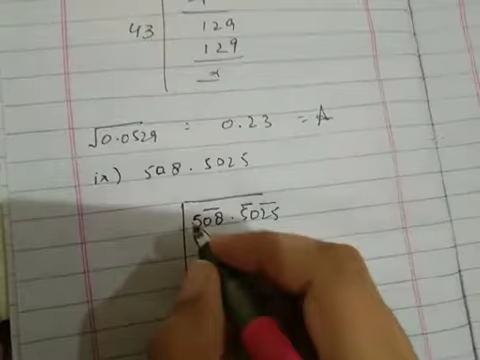 43 129
129
√0.0529 = 0.23 = A
ix) 508.5025
508.5025